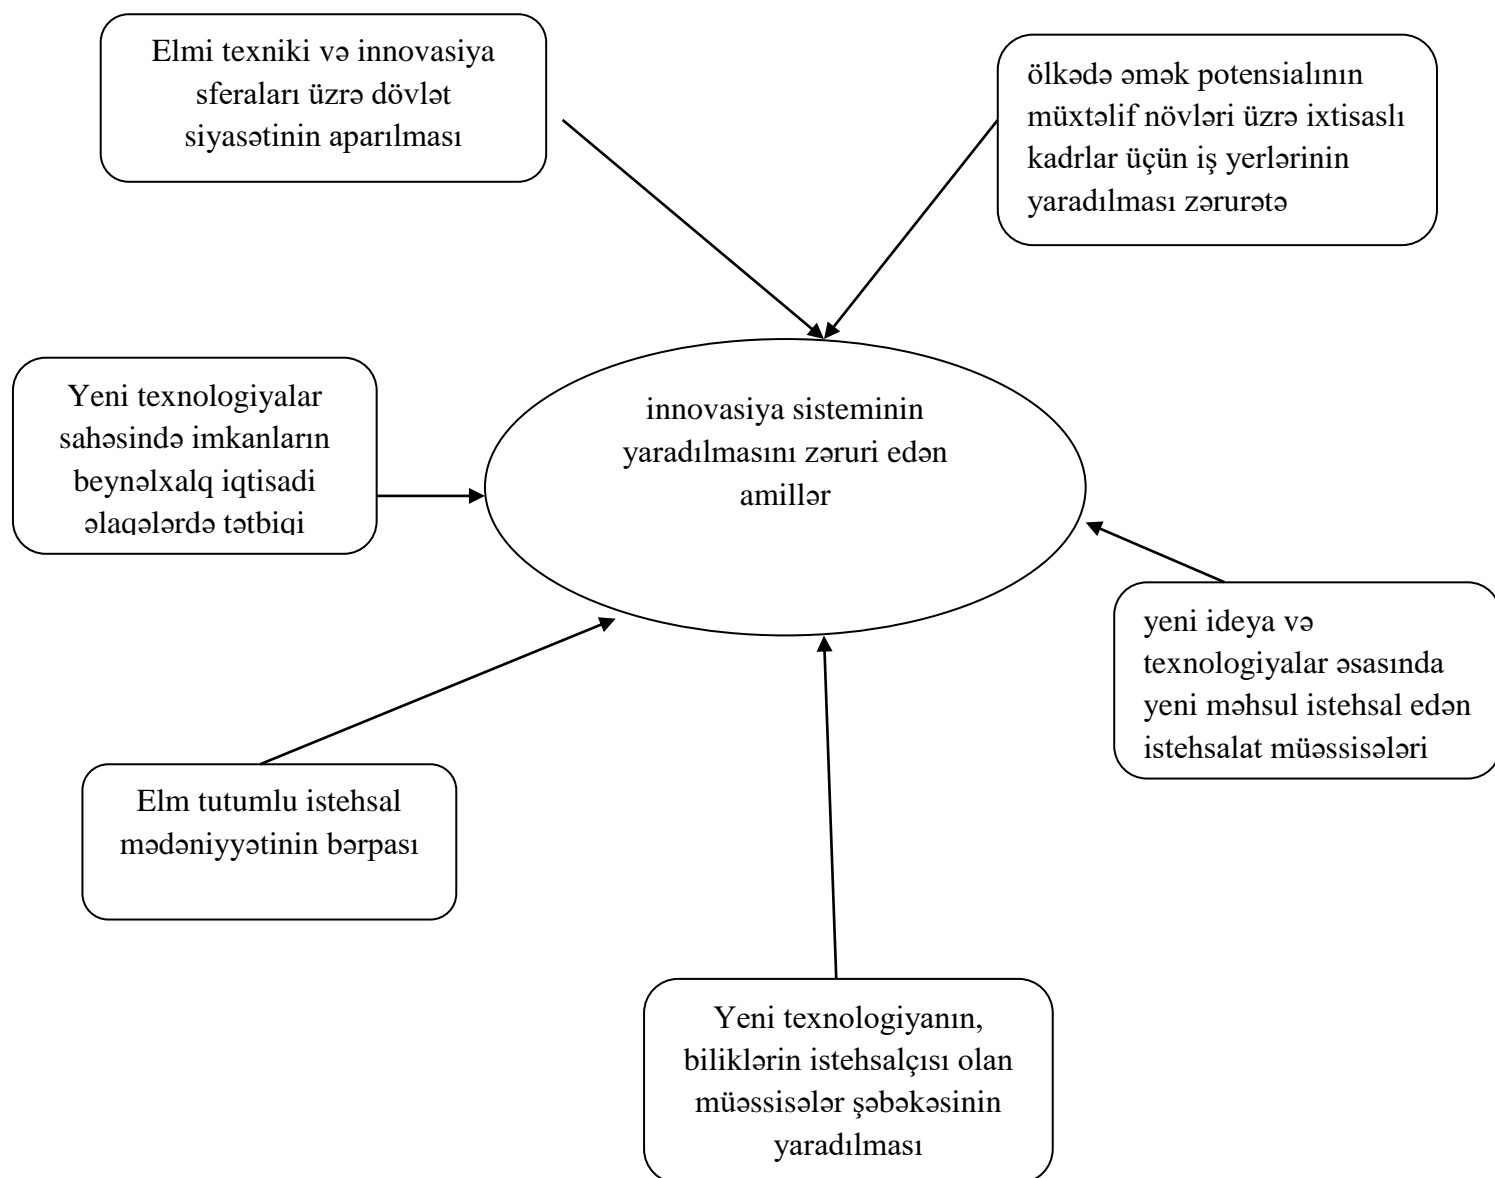 Elmi texniki və innovasiya
sferaları üzrə dövlət
siyasətinin aparılması
ölkədə əmək potensialının
müxtəlif növləri üzrə ixtisaslı
kadrlar üçün iş yerlərinin
yaradılması zərurətə
Yeni texnologiyalar
sahəsində imkanların
beynəlxalq iqtisadi
əlaqələrdə tətbiqi
innovasiya sisteminin
yaradılmasını zəruri edən
amillər
yeni ideya və
texnologiyalar əsasında
yeni məhsul istehsal edən
istehsalat müəssisələri
Elm tutumlu istehsal
mədəniyyətinin bərpası
Yeni texnologiyanın,
biliklərin istehsalçısı olan
müəssisələr şəbəkəsinin
yaradılması